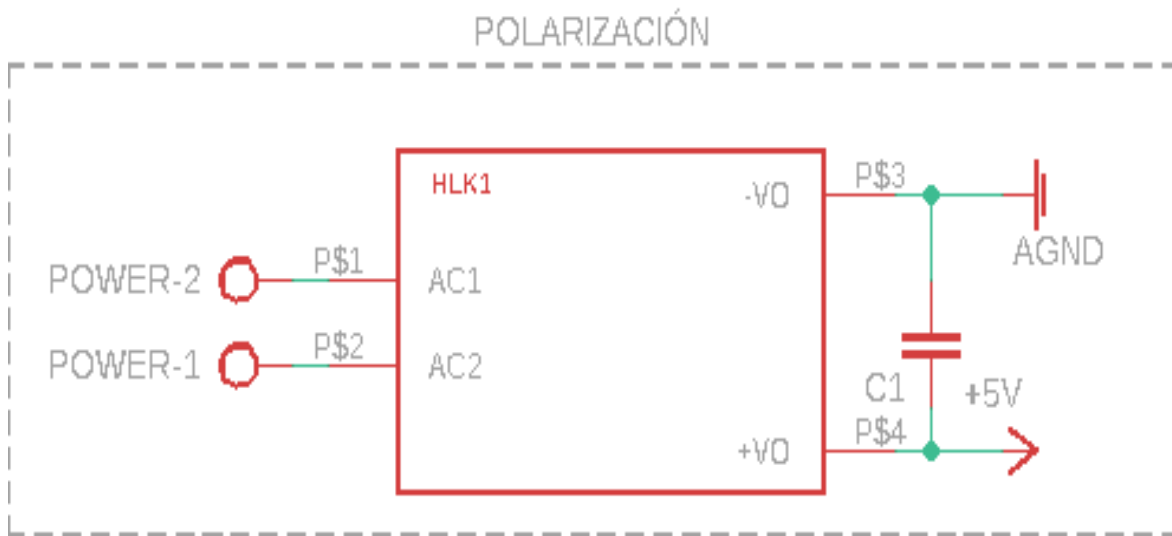 POLARIZACIÓN
HLK1
P$3
-VO
AGND
P$1
POWER-2
AC1
P$2
POWER-1
AC2
C1
+5V
P$4
+VO